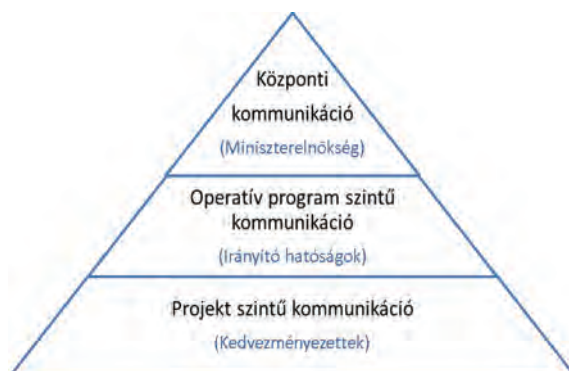 Központi
kommunikáció
(Miniszterelnökség)
Operatív program szintű
kommunikáció
(Irányító hatóságok)
Projekt szintű kommunikáció
(Kedvezményezettek)